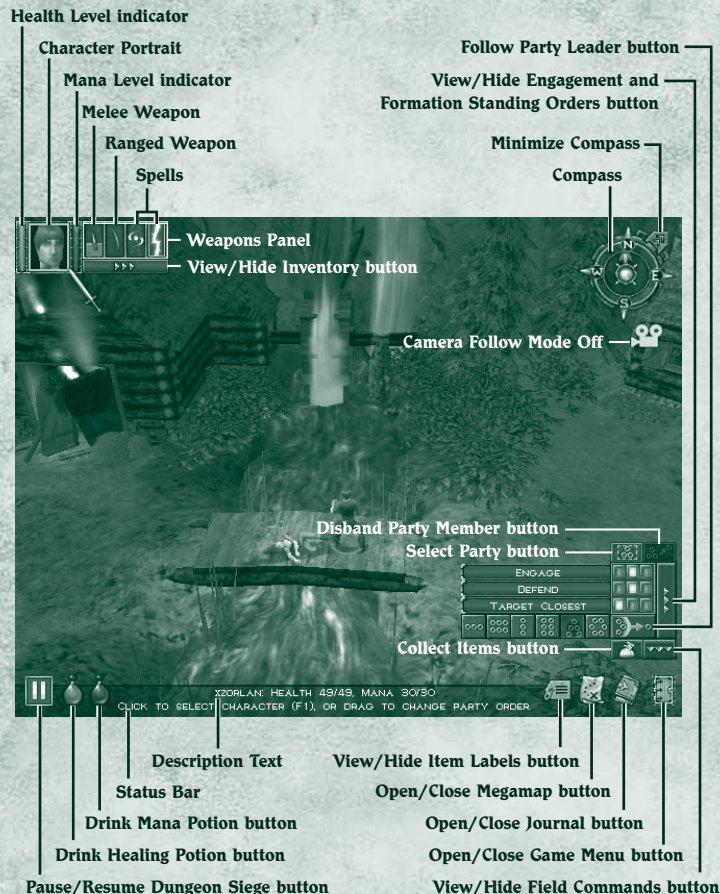 Health Level indicator
Character Portrait
Follow Party Leader button
Mana Level indicator
View/Hide Engagement and
Formation Standing Orders button
Melee Weapon
Ranged Weapon
Minimize Compass
Spells
Compass
N
W
E
S
Weapons Panel
View/Hide Inventory button
Camera Follow Mode Off
Disband Party Member button
Select Party button
ENGAGE
DEFEND
TARGET CLOSEST
Collect Items button
XZORLAN: HEALTH 49/49, MANA 30/30
CLICK TO SELECT CHARACTER (F1), OR DRAG TO CHANGE PARTY ORDER.
Description Text
View/Hide Item Labels button
Status Bar
Open/Close Megamap button
Drink Mana Potion button
Open/Close Journal button
Drink Healing Potion button
Open/Close Game Menu button
Pause/Resume Dungeon Siege button
View/Hide Field Commands button